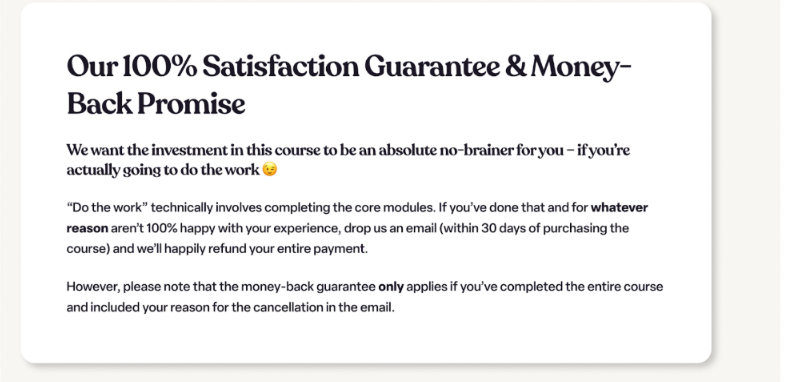 Our 100% Satisfaction Guarantee & Money-
Back Promise
We want the investment in this course to be an absolute no-brainer for you – if you're
actually going to do the work 😉
“Do the work” technically involves completing the core modules. If you've done that and for whatever
reason aren't 100% happy with your experience, drop us an email (within 30 days of purchasing the
course) and we'll happily refund your entire payment.
However, please note that the money-back guarantee only applies if you've completed the entire course
and included your reason for the cancellation in the email.